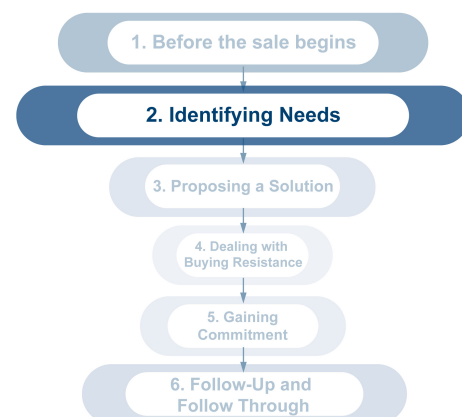 1. Before the sale begins
2. Identifying Needs
3. Proposing a Solution
4. Dealing with
Buying Resistance
5. Gaining
Commitment
6. Follow-Up and
Follow Through